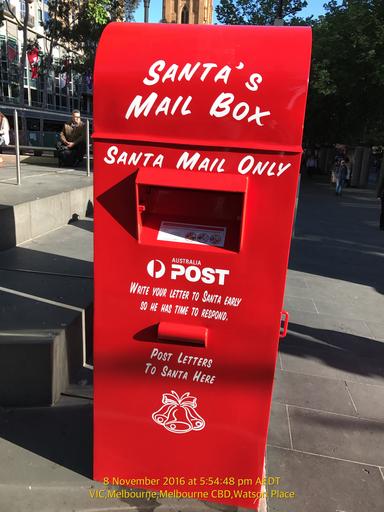 SANTA'S
MAIL BOX
SANTA MAIL ONLY
AUSTRALIA
POST
WRITE YOUR LETTER TO SANTA EARLY
SO HE HAS TIME TO RESPOND.
POST LETTERS
TO SANTA HERE
8 November 2016 at 5:54:48 pm AEDT
VIC,Melbourne,Melbourne CBD,Watson Place